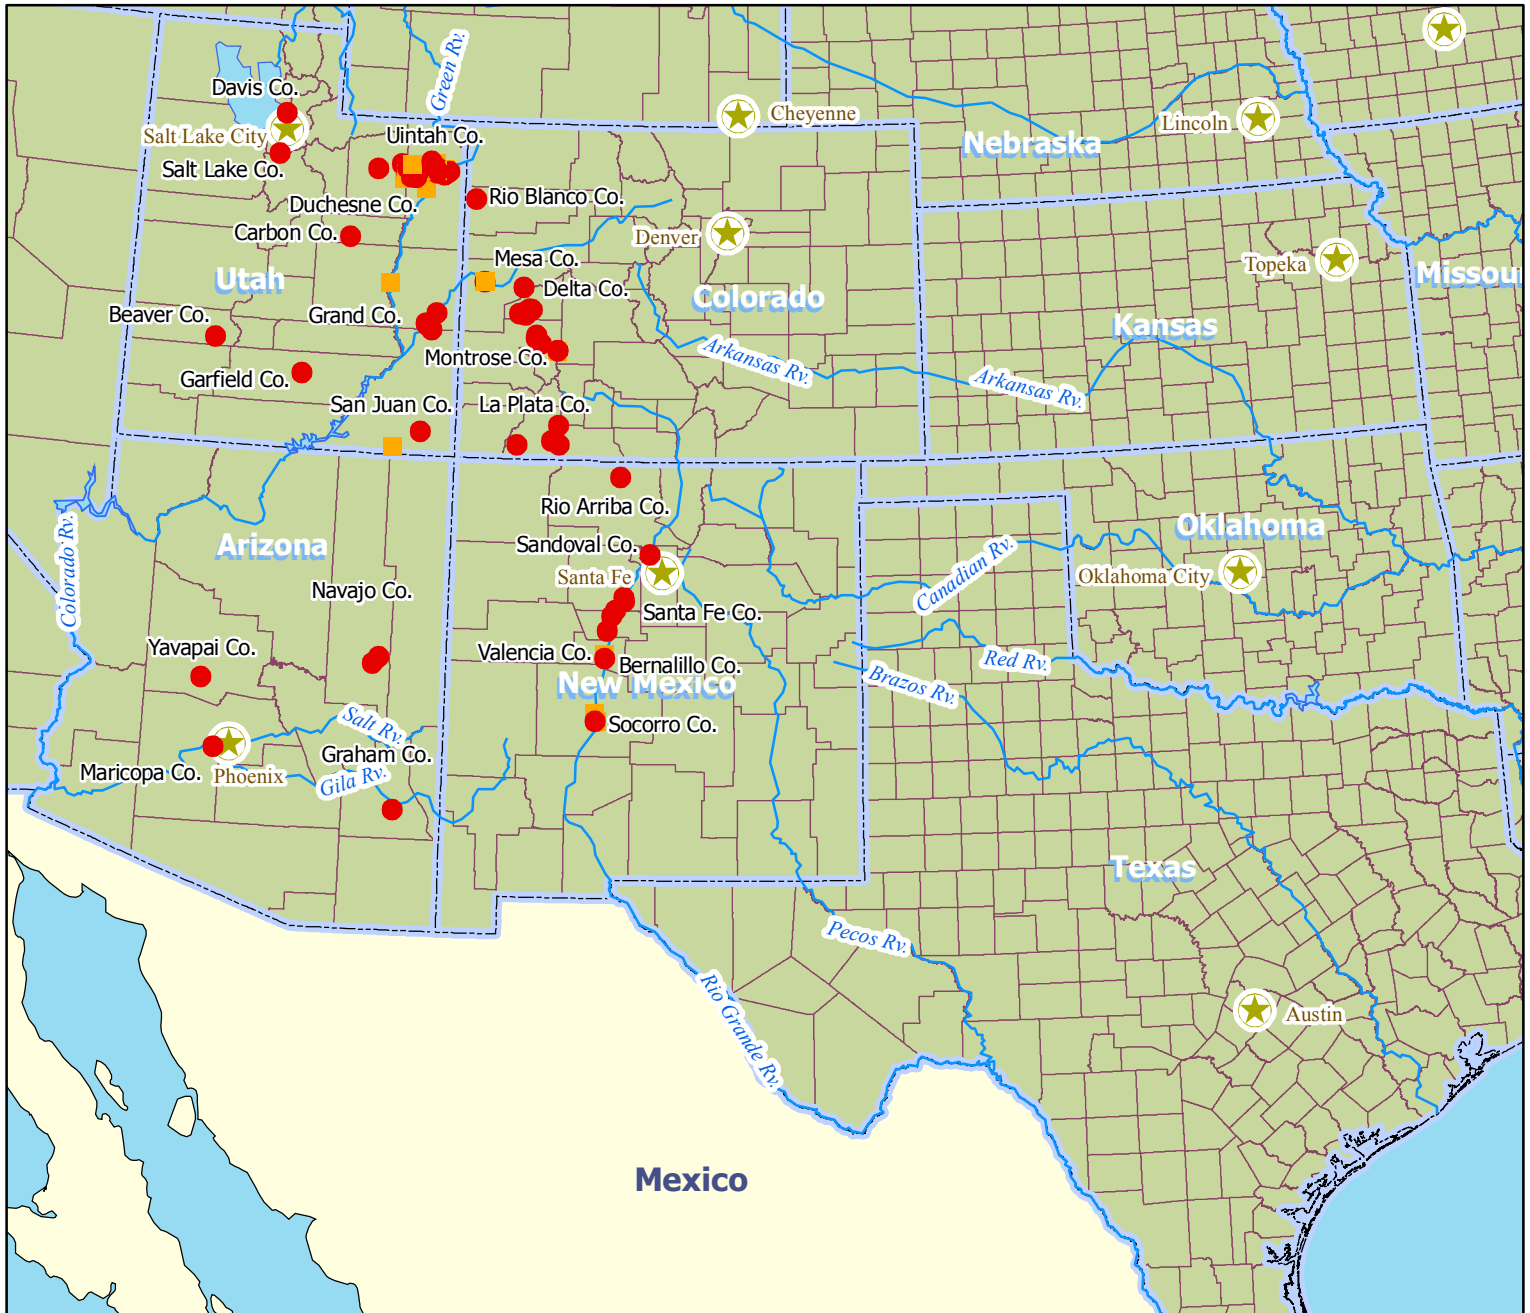 Green Rv.
Davis Co.
Cheyenne
Salt Lake City
Uintah Co.
Lincoln
Nebraska
Salt Lake Co.
Duchesne Co.
Rio Blanco Co.
Carbon Co.
Denver
Mesa Co.
Topeka
Utah
Missou
Delta Co.
Colorado
Beaver Co.
Grand Co.
Kansas
Montrose Co.
Arkansas Rv.
Garfield Co.
Arkansas Rv.
San Juan Co.
La Plata Co.
Rio Arriba Co.
Colorado Rv.
Arizona
Sandoval Co.
Oklahoma
Santa Fe
Canadian Rv.
Oklahoma City
Navajo Co.
Santa Fe Co.
Yavapai Co.
Valencia Co.
Bernalillo Co.
Red Rv.
New Mexico
Brazos Rv.
Salt Rv.
Socorro Co.
Graham Co.
Maricopa Co.
Phoenix
Gila Rv.
Texas
Pecos Rv.
Rio Grande Rv.
Austin
Mexico